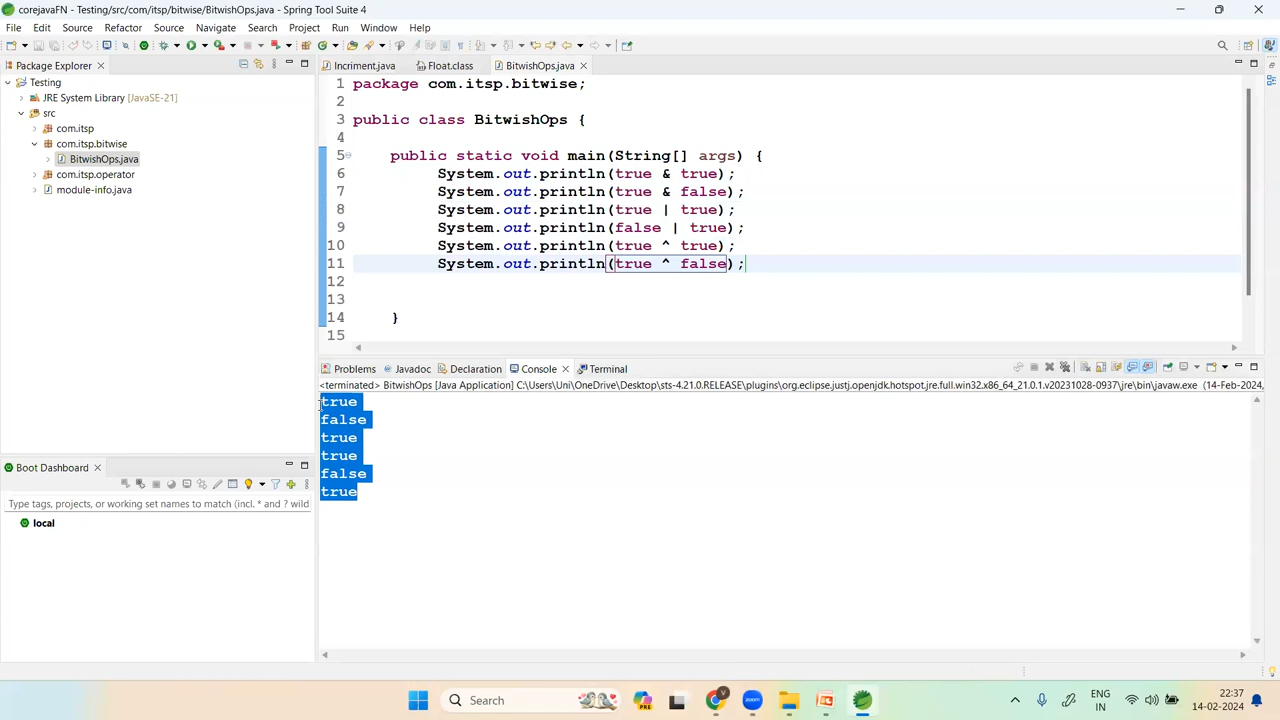 corejavaFN - Testing/src/com/itsp/bitwise/BitwishOps.java - Spring Tool Suite 4
File Edit Source Refactor Source Navigate Search Project Run Window Help
Package Explorer
Testing
JRE System Library [JavaSE-21]
src
com.itsp
com.itsp.bitwise
BitwishOps.java
com.itsp.operator
module-info.java
Incriment.java Float.class BitwishOps.java
1 package com.itsp.bitwise;
2
3 public class BitwishOps {
4
5 public static void main(String[] args) {
6 System.out.println(true & true);
7 System.out.println(true & false);
8 System.out.println(true | true);
9 System.out.println(false | true);
10 System.out.println(true ^ true);
11 System.out.println(true ^ false);
12
13
14 }
15
Problems Javadoc Declaration Console Terminal
<terminated> BitwishOps [Java Application] C:\Users\Uni\OneDrive\Desktop\sts-4.21.0.RELEASE\plugins\org.eclipse.justj.openjdk.hotspot.jre.full.win32.x86_64_21.0.1.v20231028-0937\jre\bin\javaw.exe (14-Feb-2024,
true
false
true
true
false
true
Boot Dashboard
Type tags, projects, or working set names to match (incl. * and ? wild
local
Search
PRE
V
zoom
ENG
IN
22:37
14-02-2024